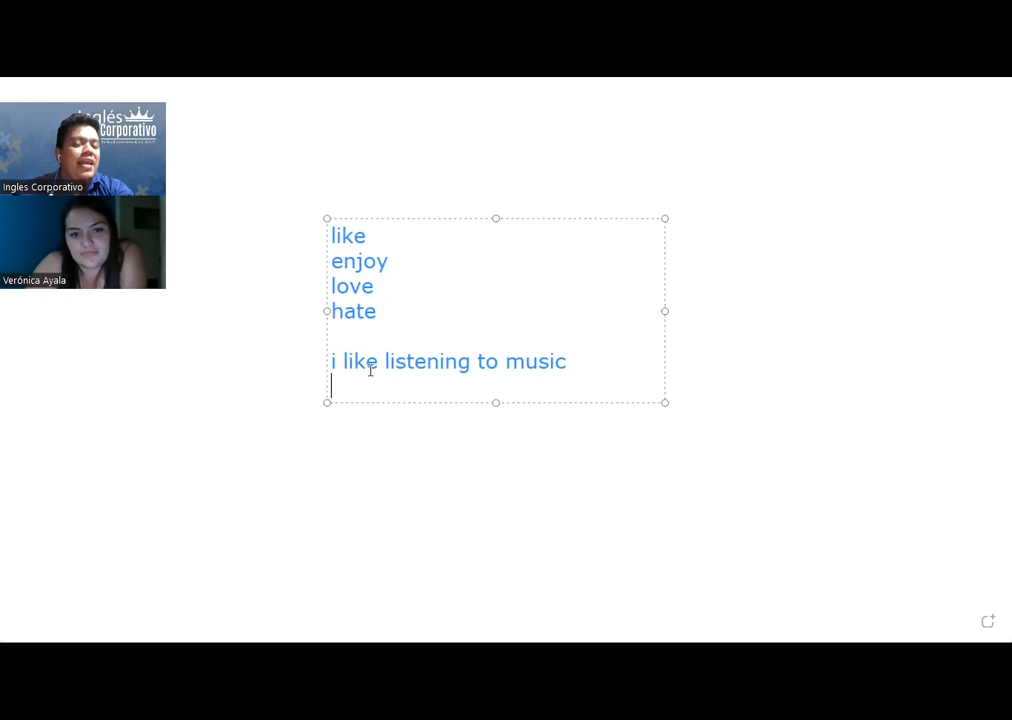 Inglés
Corporativo
Ingles Corporativo
Verónica Ayala
like
enjoy
love
hate
i like listening to music